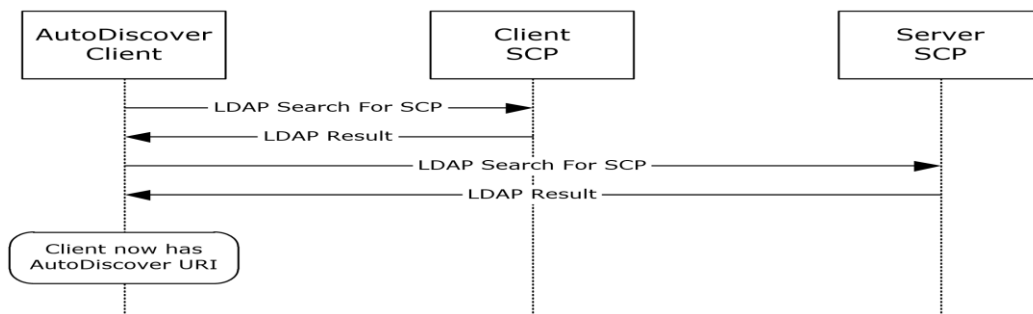 AutoDiscover
Client
Client
SCP
Server
SCP
LDAP Search For SCP
LDAP Result
LDAP Search For SCP
LDAP Result
Client now has
AutoDiscover URI